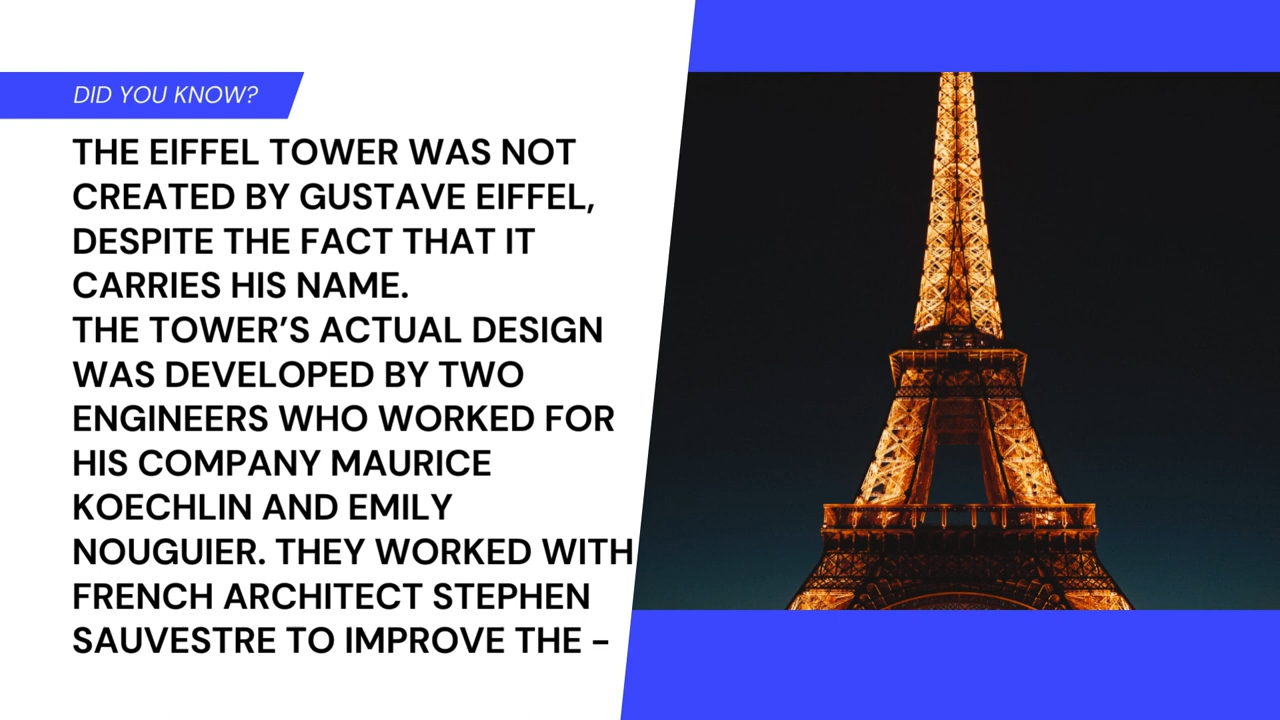 DID YOU KNOW?
THE EIFFEL TOWER WAS NOT
CREATED BY GUSTAVE EIFFEL,
DESPITE THE FACT THAT IT
CARRIES HIS NAME.
THE TOWER’S ACTUAL DESIGN
WAS DEVELOPED BY TWO
ENGINEERS WHO WORKED FOR
HIS COMPANY MAURICE
KOECHLIN AND EMILY
NOUGUIER. THEY WORKED WITH
FRENCH ARCHITECT STEPHEN
SAUVESTRE TO IMPROVE THE –